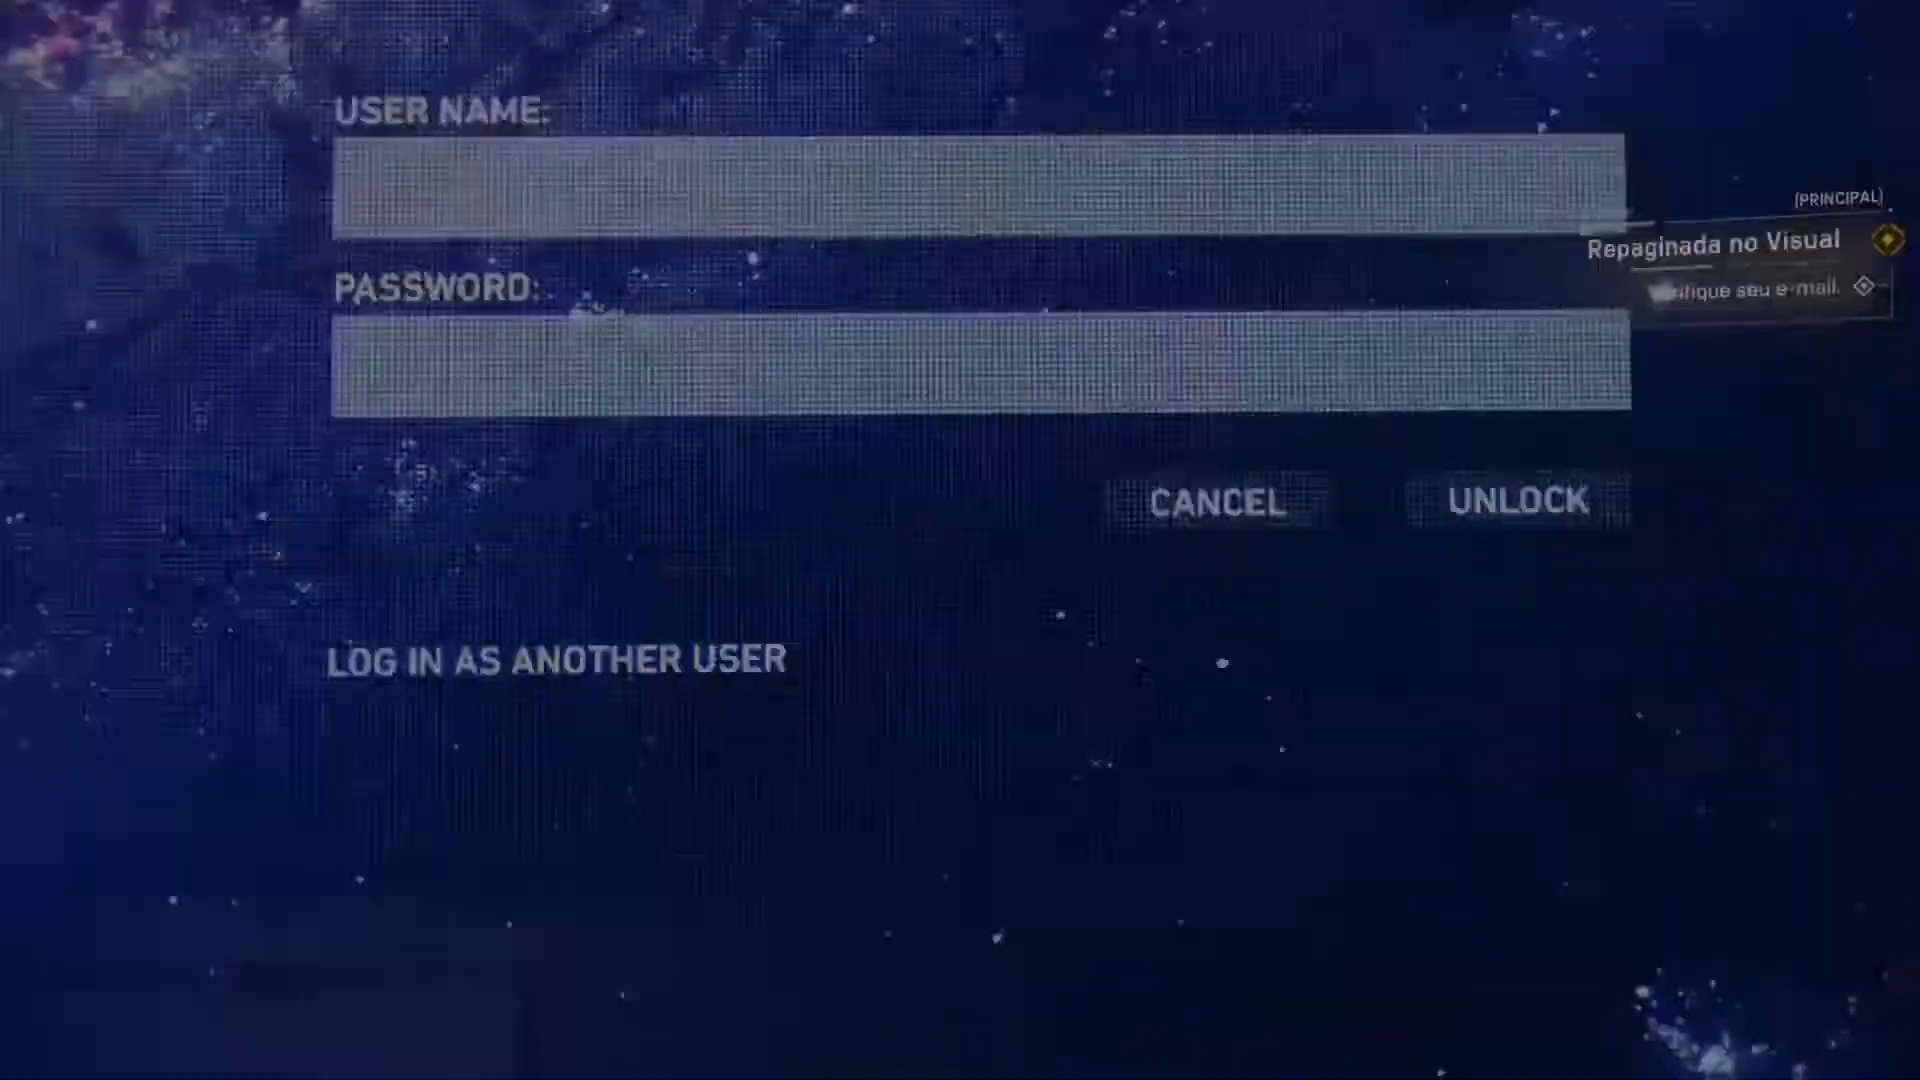 USER NAME:
(PRINCIPAL)
Repaginada no Visual
PASSWORD:
seu e-mail.
CANCEL
UNLOCK
LOG IN AS ANOTHER USER